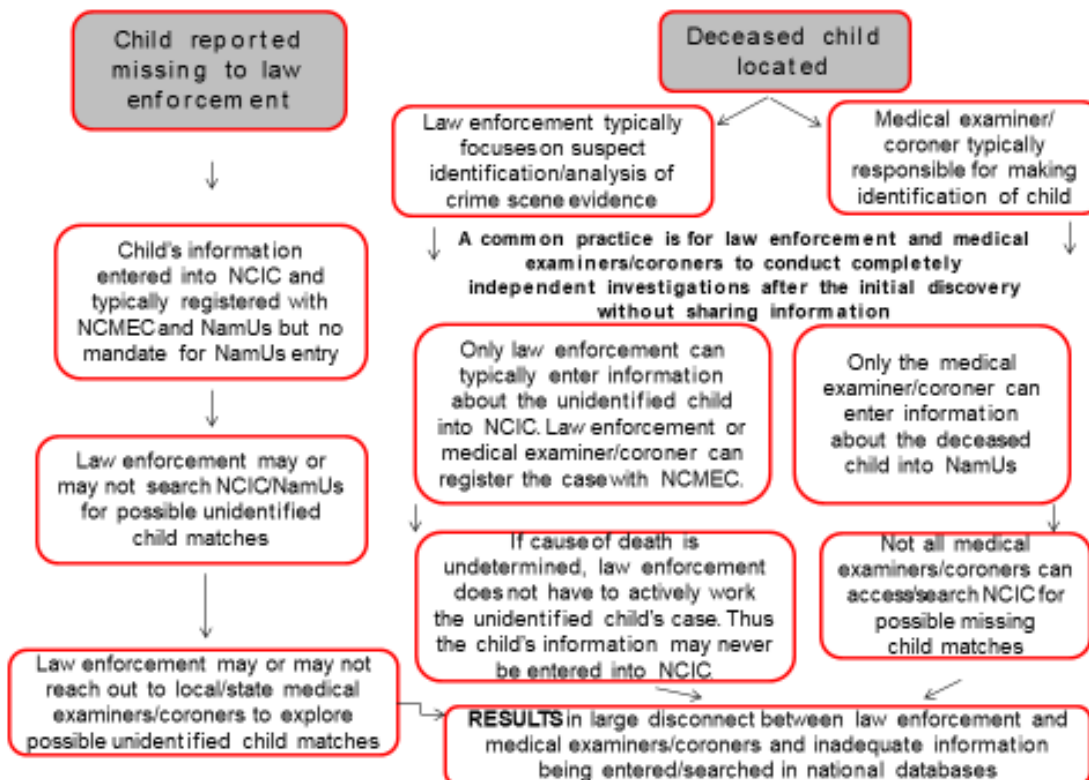 Child reported
missing to law
enforcement
Child's information
entered into NCIC and
typically registered with
NCMEC and NamUs but no
mandate for NamUs entry
Law enforcement may or
may not search NCIC/NamUs
for possible unidentified
child matches
Law enforcement may or may not
reach out to local/state medical
examiners/coroners to explore
possible unidentified child matches
Deceased child
located
Law enforcement typically
focuses on suspect
identification/analysis of
crime scene evidence
Medical examiner/
coroner typically
responsible for making
identification of child
A common practice is for law enforcement and medical
examiners/coroners to conduct completely
independent investigations after the initial discovery
without sharing information
Only law enforcement can
typically enter information
about the unidentified child
into NCIC. Law enforcement or
medical examiner/coroner can
register the case with NCMEC.
Only the medical
examiner/coroner can
enter information
about the deceased
child into NamUs
If cause of death is
undetermined, law enforcement
does not have to actively work
the unidentified child's case. Thus
the child's information may never
be entered into NCIC.
Not all medical
examiners/coroners can
access/search NCIC for
possible missing
child matches
RESULTS in large disconnect between law enforcement and
medical examiners/coroners and inadequate information
being entered/searched in national databases